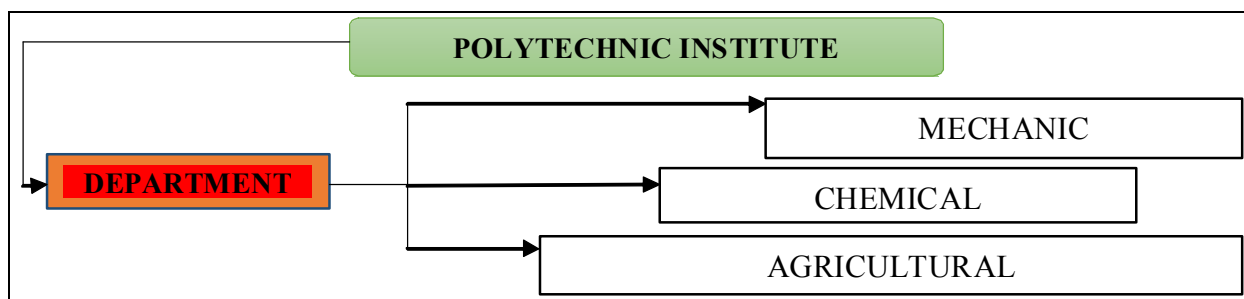 POLYTECHNIC INSTITUTE
MECHANIC
DEPARTMENT
CHEMICAL
AGRICULTURAL